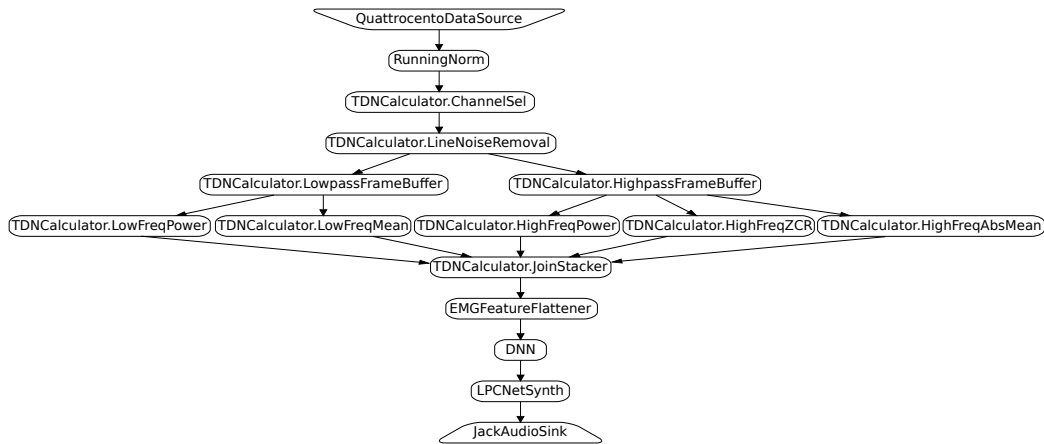 QuattrocentoDataSource
RunningNorm
TDNCalculator.ChannelSel
TDNCalculator.LineNoiseRemoval
TDNCalculator.LowpassFrameBuffer
TDNCalculator.HighpassFrameBuffer
TDNCalculator.LowFreqPower
TDNCalculator.LowFreqMean
TDNCalculator.HighFreqPower
TDNCalculator.HighFreqZCR
TDNCalculator.HighFreqAbsMean
TDNCalculator.JoinStacker
EMGFeatureFlattener
DNN
LPCNetSynth
JackAudioSink